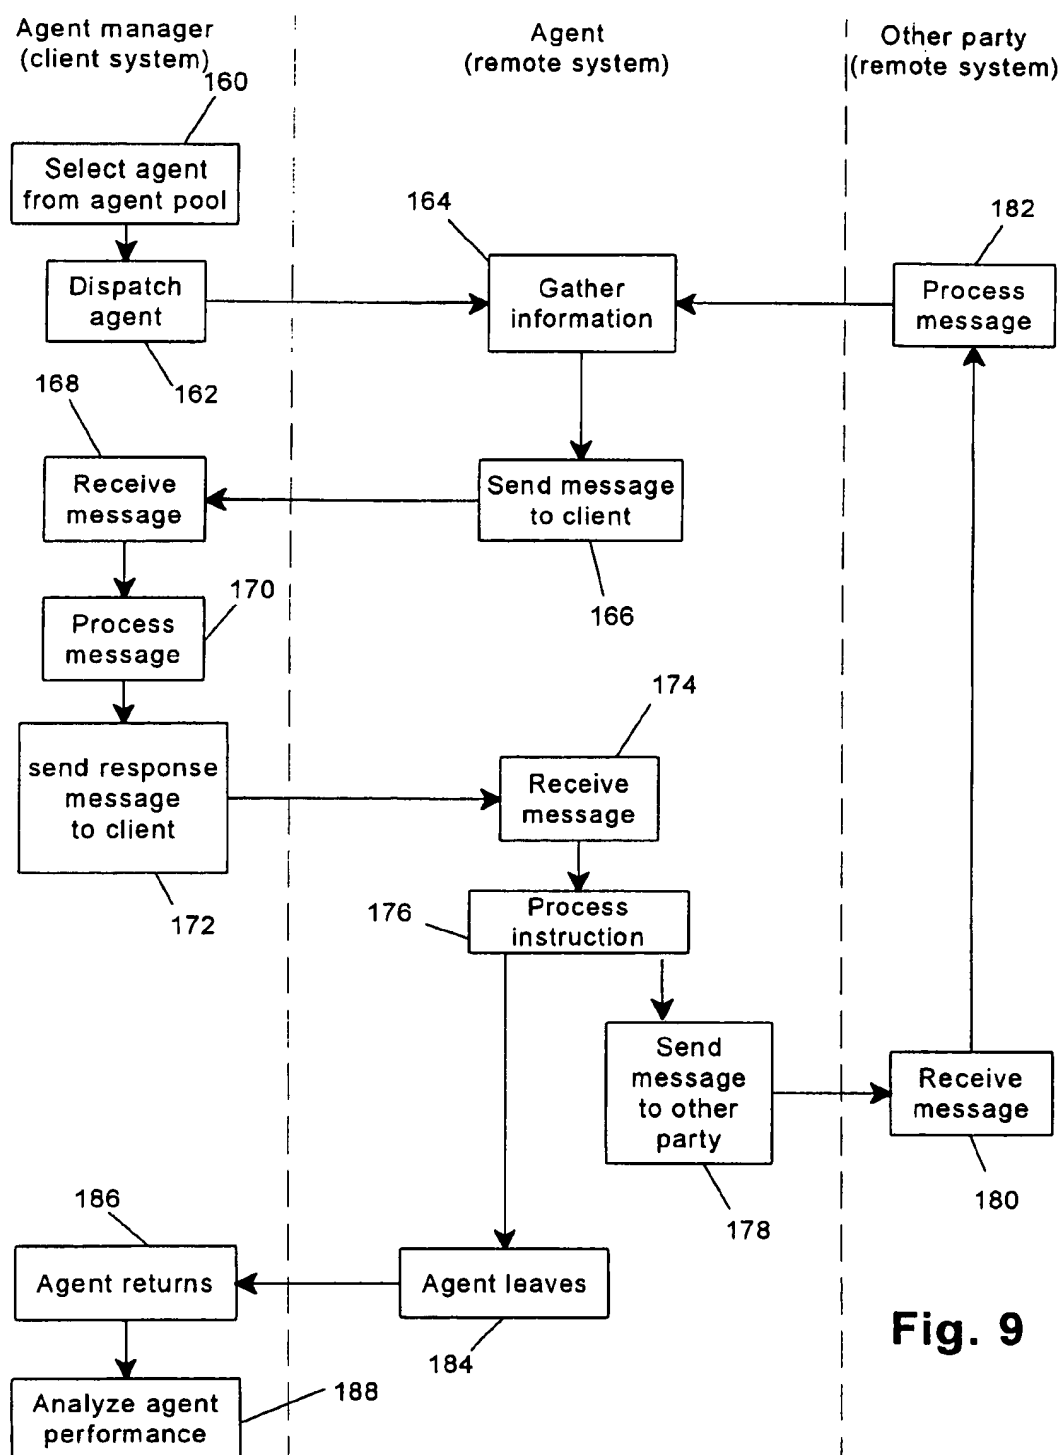 Agent manager
(client system)
Agent
(remote system)
Other party
(remote system)
160
Select agent
from agent pool
164
182
Dispatch
agent
Gather
information
Process
message
162
168
Receive
message
Send message
to client
166
170
Process
message
174
send response
message
to client
Receive
message
172
176
Process
instruction
Send
message
to other
party
Receive
message
178
180
186
Agent returns
Agent leaves
184
Fig. 9
188
Analyze agent
performance